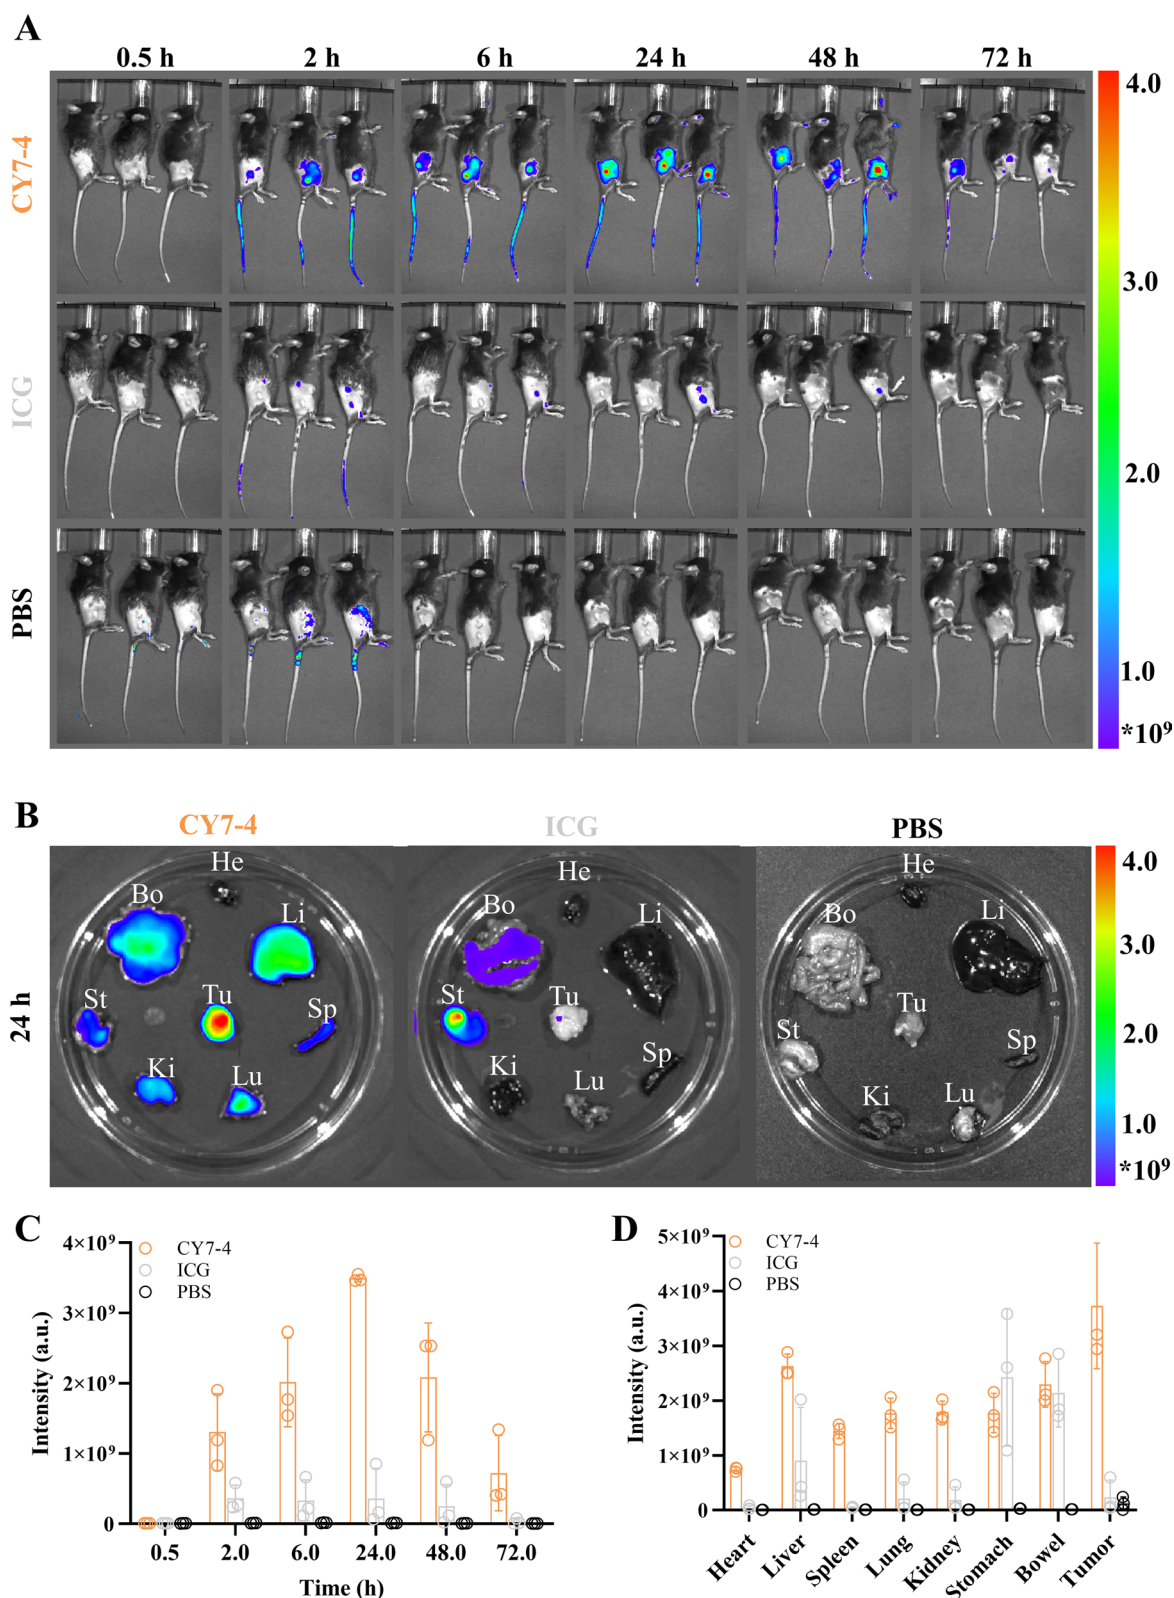 A
0.5 h 2 h 6 h 24 h 48 h 72 h
CY7-4
ICG
PBS
4.0
3.0
2.0
1.0
*10⁹
B
CY7-4 ICG PBS
24 h
He
Bo
Li
St
Tu
Sp
Ki
Lu
He
Bo
Li
St
Tu
Sp
Ki
Lu
He
Bo
Li
Tu
St
Sp
Ki
Lu
4.0
3.0
2.0
1.0
*10⁹
C
CY7-4
ICG
PBS
Intensity (a.u.)
4×10⁹
3×10⁹
2×10⁹
1×10⁹
0
0.5 2.0 6.0 24.0 48.0 72.0
Time (h)
D
CY7-4
ICG
PBS
Intensity (a.u.)
5×10⁹
4×10⁹
3×10⁹
2×10⁹
1×10⁹
0
Heart Liver Spleen Lung Kidney Stomach Bowel Tumor